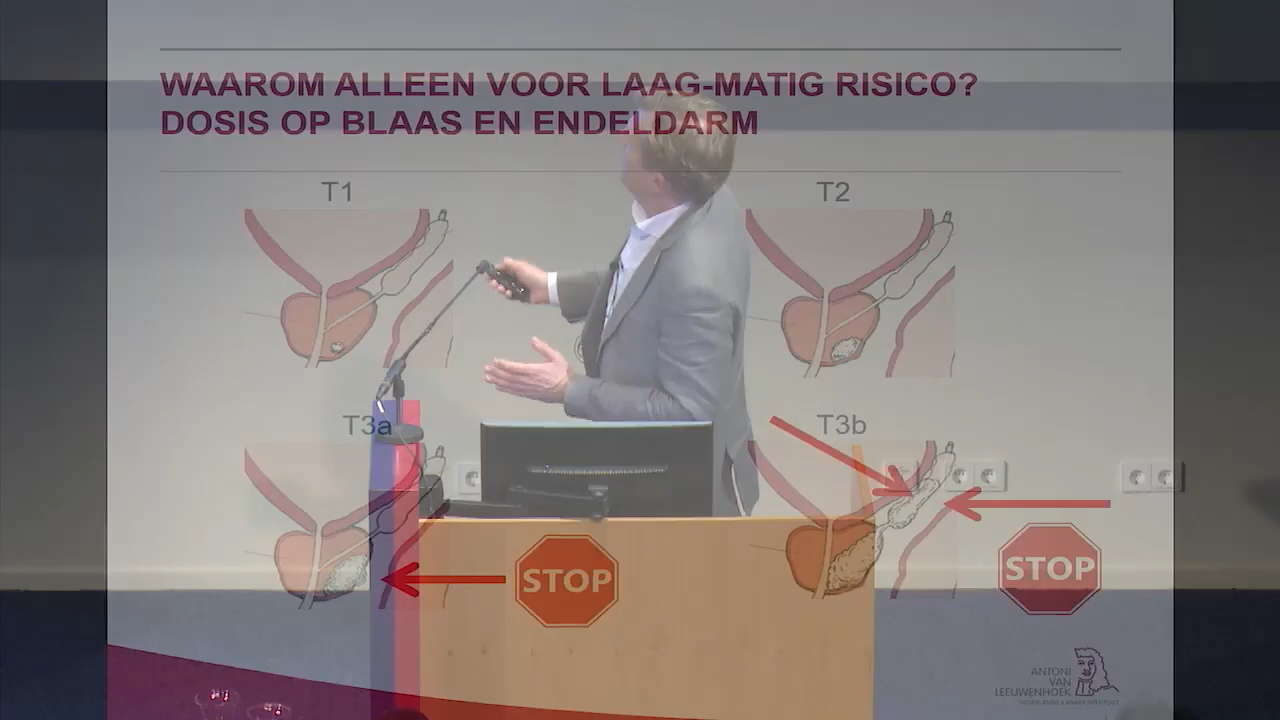 WAAROM ALLEEN VOOR LAAG-MATIG RISICO?
DOSIS OP BLAAS EN ENDELDARM
T1
T2
T3a
T3b
STOP
STOP
ANTONI
VAN
LEEUWENHOEK